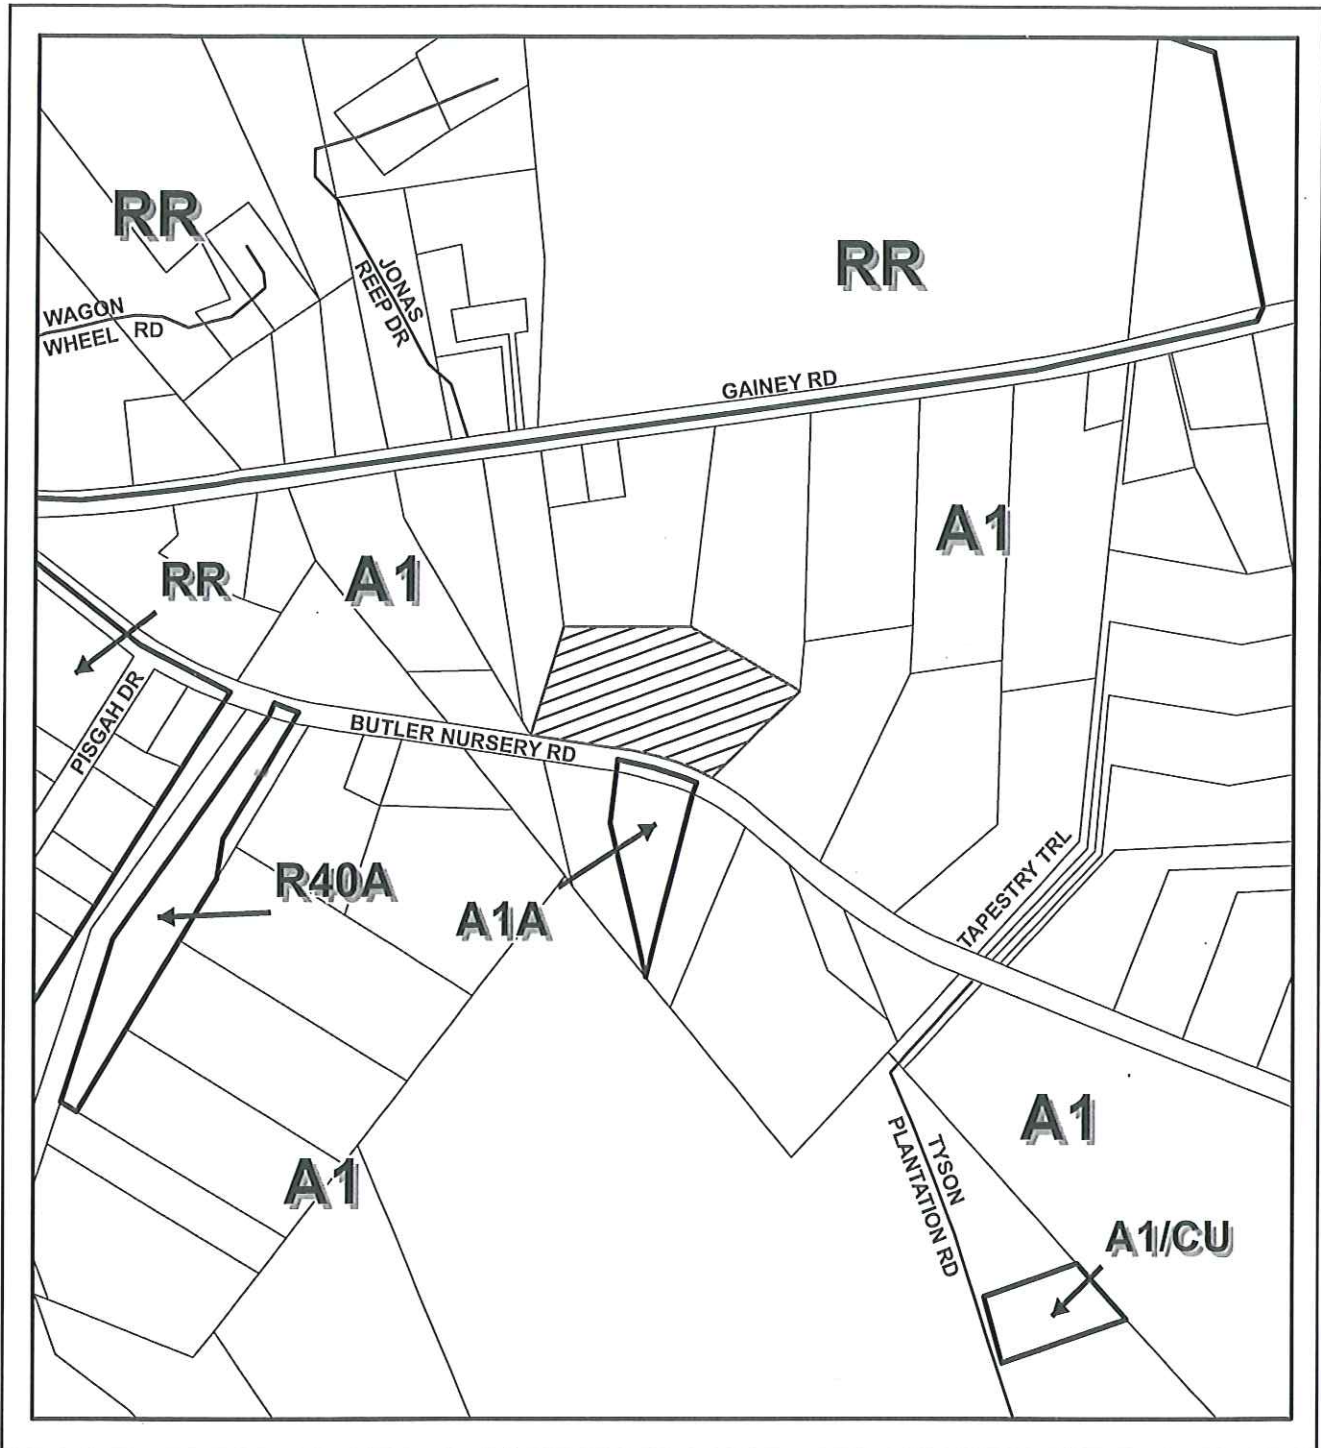 RR
WAGON
WHEEL RD
JONAS
REEP DR
RR
GAINEY RD
RR
A1
A1
PISGAH DR
BUTLER NURSERY RD
R40A
A1A
TAPESTRY TRL
A1
A1
TYSON
PLANTATION RD
A1/CU